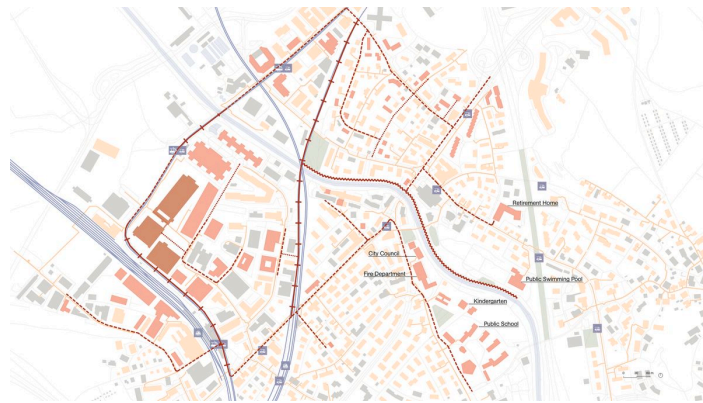 Retirement Home
City Council
Fire Department
Public Swimming Pool
Kindergarten
Public School